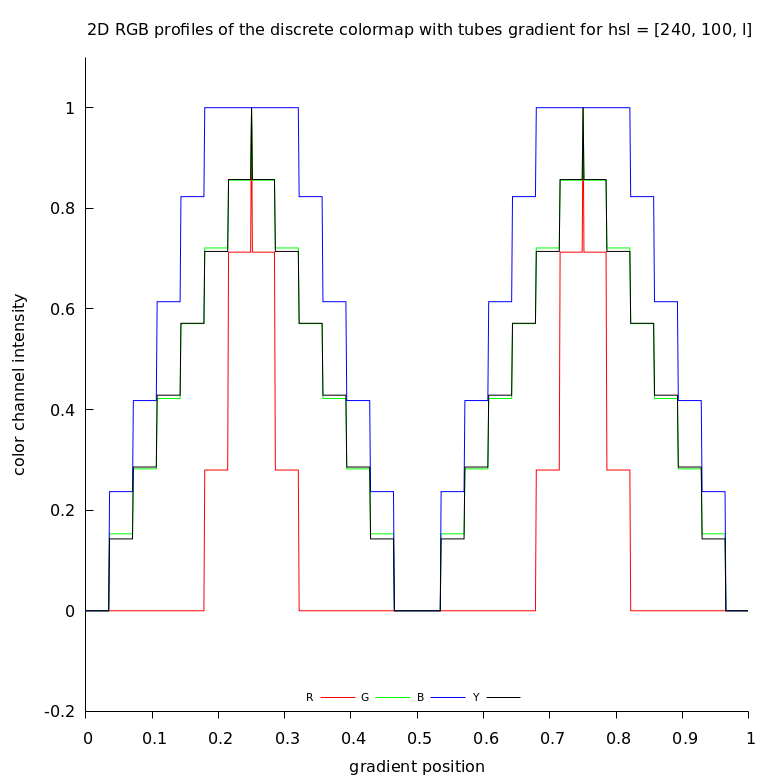 2D RGB profiles of the discrete colormap with tubes gradient for hsl = [240, 100, l]
1
0.8
0.6
0.4
0.2
0
-0.2
color channel intensity
R G B Y
0 0.1 0.2 0.3 0.4 0.5 0.6 0.7 0.8 0.9 1
gradient position